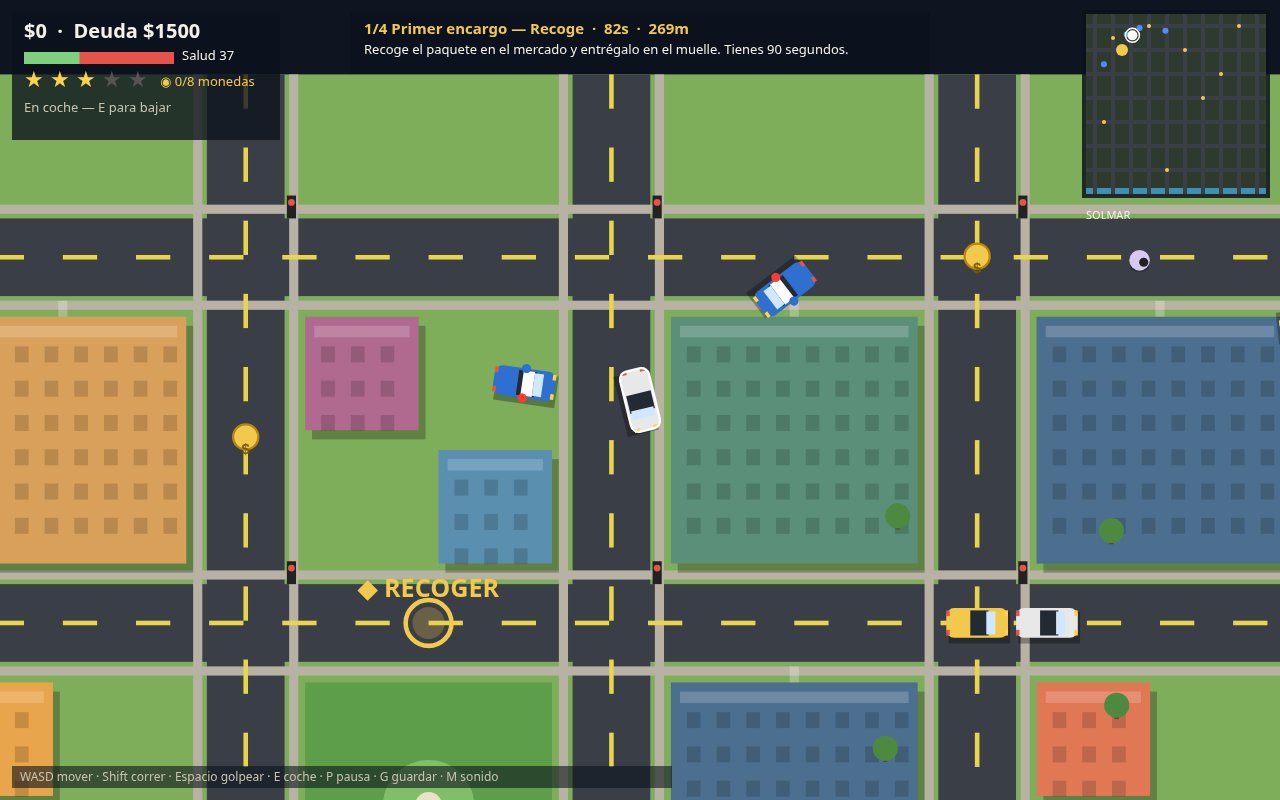 $0 · Deuda $1500
Salud 37
◉ 0/8 monedas
En coche — E para bajar
1/4 Primer encargo — Recoge · 82s · 269m
Recoge el paquete en el mercado y entrégalo en el muelle. Tienes 90 segundos.
SOLMAR
$
$
◆ RECOGER
WASD mover · Shift correr · Espacio golpear · E coche · P pausa · G guardar · M sonido